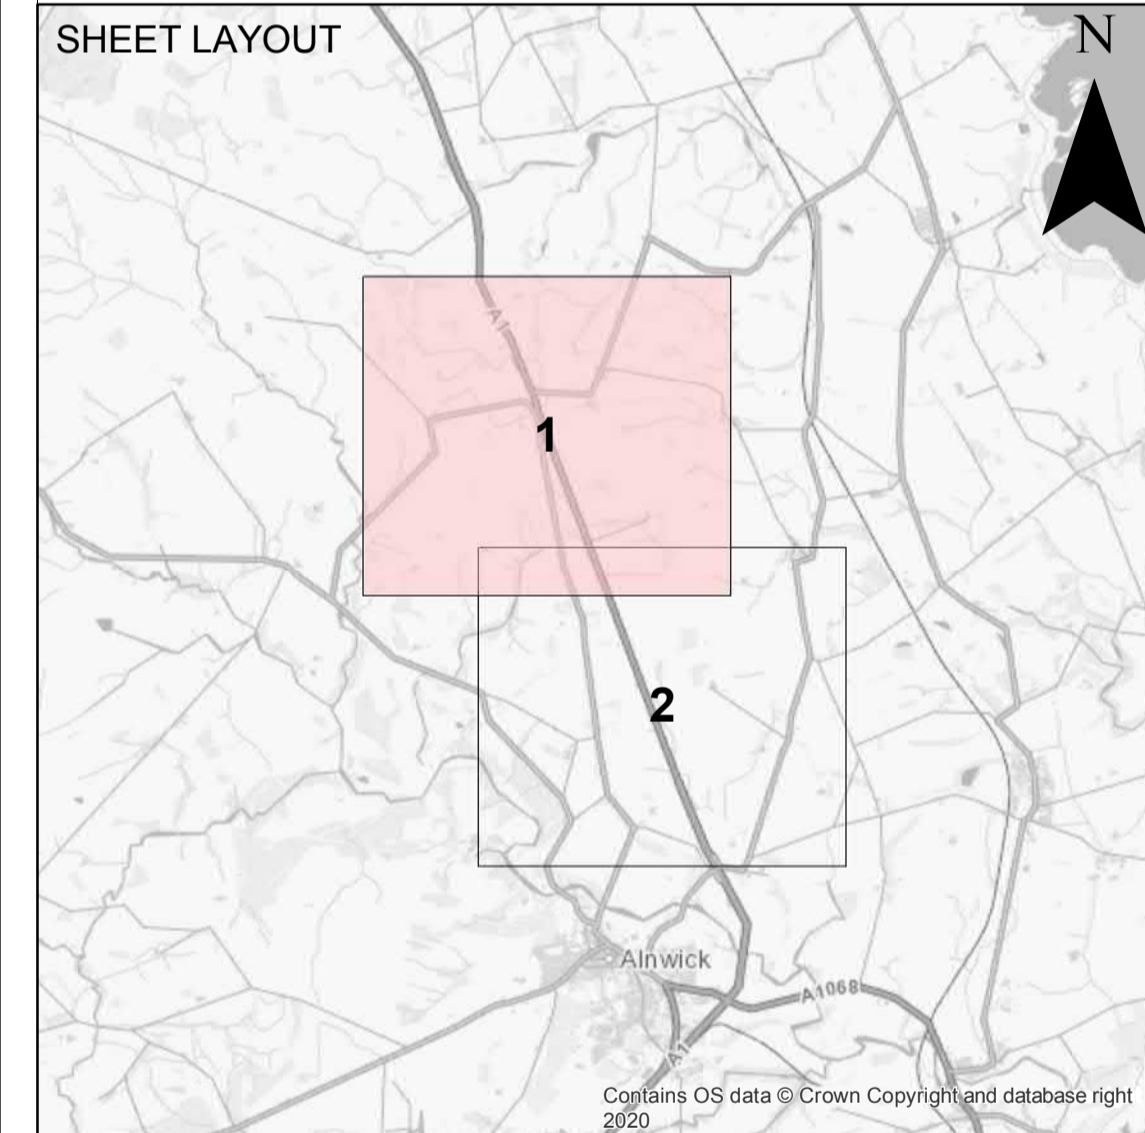 SHEET LAYOUT
N
A1
1
2
Alnwick
A1068
A1
Contains OS data © Crown Copyright and database right
2020